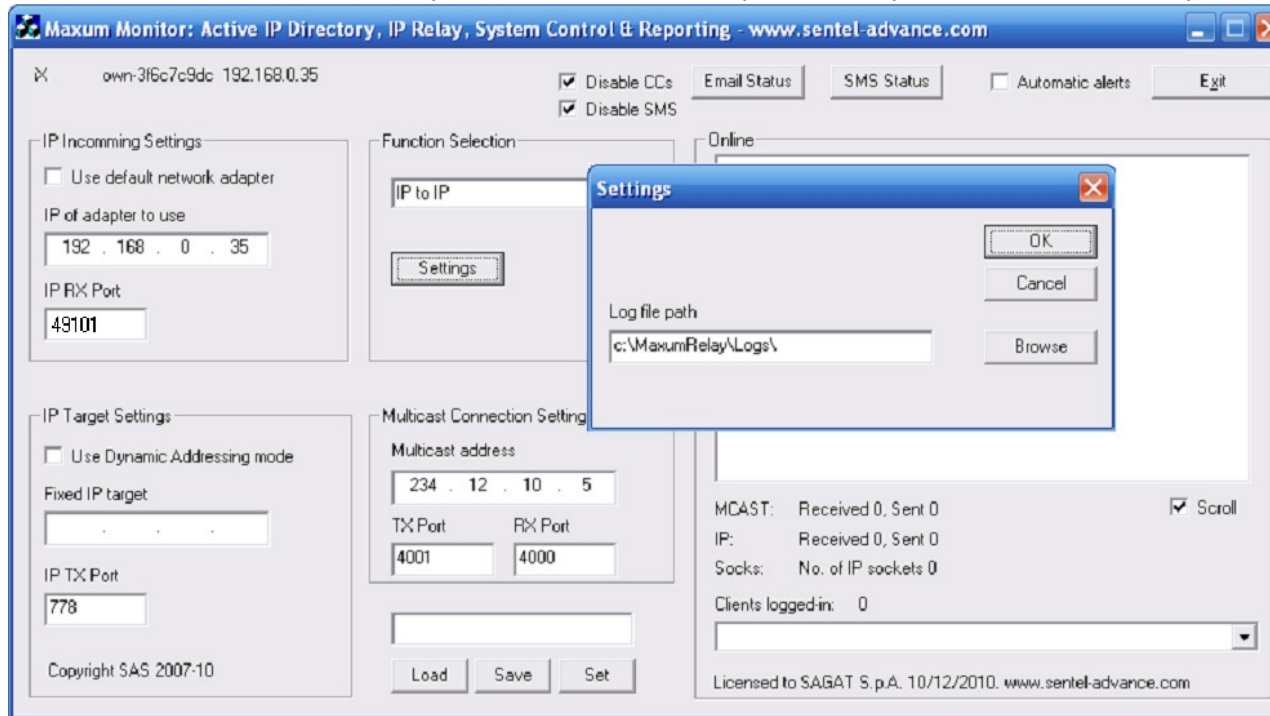 Maxum Monitor: Active IP Directory, IP Relay, System Control & Reporting - www.sentel-advance.com
own-3f6c7c9dc 192.168.0.35
Disable CCs
Email Status
SMS Status
Automatic alerts
Exit
Disable SMS
IP Incomming Settings
Use default network adapter
IP of adapter to use
192 . 168 . 0 . 35
IP RX Port
49101
Function Selection
IP to IP
Settings
Online
Settings
OK
Cancel
Log file path
c:\MaxumRelay\Logs\
Browse
IP Target Settings
Use Dynamic Addressing mode
Fixed IP target
. . .
IP TX Port
778
Copyright SAS 2007-10
Multicast Connection Setting
Multicast address
234 . 12 . 10 . 5
TX Port RX Port
4001 4000
Load Save Set
MCAST: Received 0, Sent 0
Scroll
IP: Received 0, Sent 0
Socks: No. of IP sockets 0
Clients logged-in: 0
Licensed to SAGAT S.p.A. 10/12/2010. www.sentel-advance.com